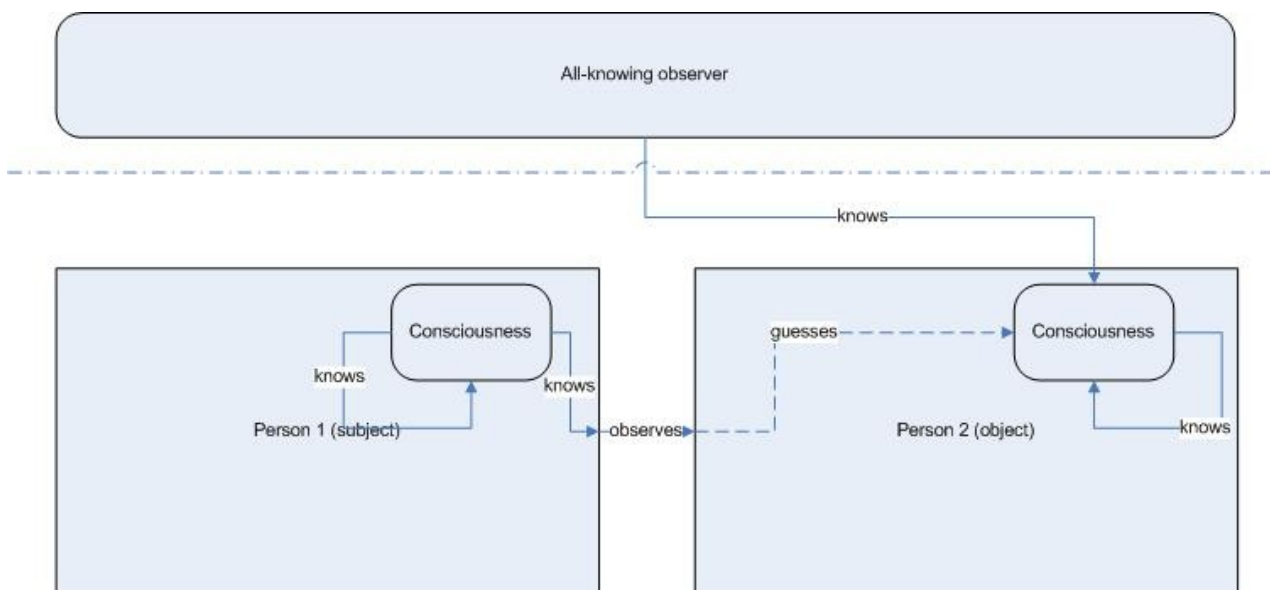 All-knowing observer
knows
Consciousness
guesses
Consciousness
knows
knows
Person 1 (subject)
observes
Person 2 (object)
knows